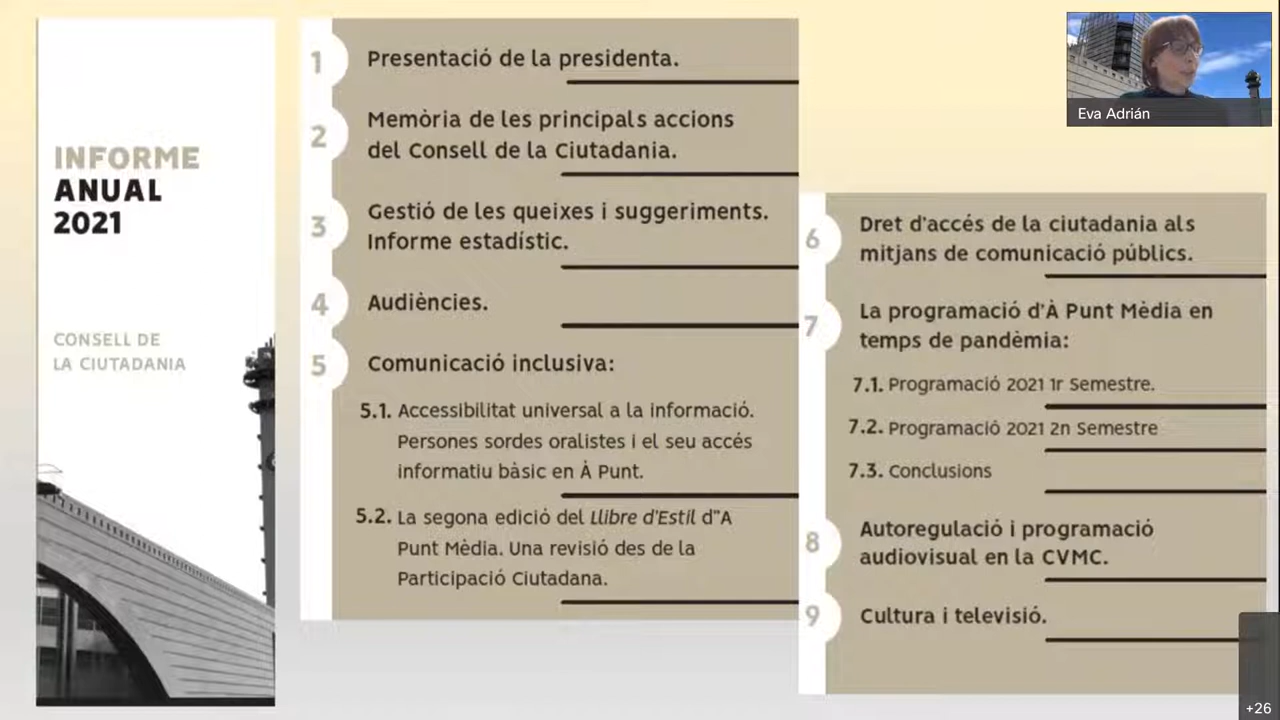 INFORME
ANUAL
2021
CONSELL DE
LA CIUTADANIA
1
Presentació de la presidenta.
2
Memòria de les principals accions
del Consell de la Ciutadania.
3
Gestió de les queixes i suggeriments.
Informe estadístic.
4
Audiències.
5
Comunicació inclusiva:
5.1. Accessibilitat universal a la informació.
Persones sordes oralistes i el seu accés
informatiu bàsic en À Punt.
5.2. La segona edició del Llibre d'Estil d"A
Punt Mèdia. Una revisió des de la
Participació Ciutadana.
6
Dret d'accés de la ciutadania als
mitjans de comunicació públics.
7
La programació d'À Punt Mèdia en
temps de pandèmia:
7.1. Programació 2021 1r Semestre.
7.2. Programació 2021 2n Semestre
7.3. Conclusions
8
Autoregulació i programació
audiovisual en la CVMC.
9
Cultura i televisió.
Eva Adrián
+26